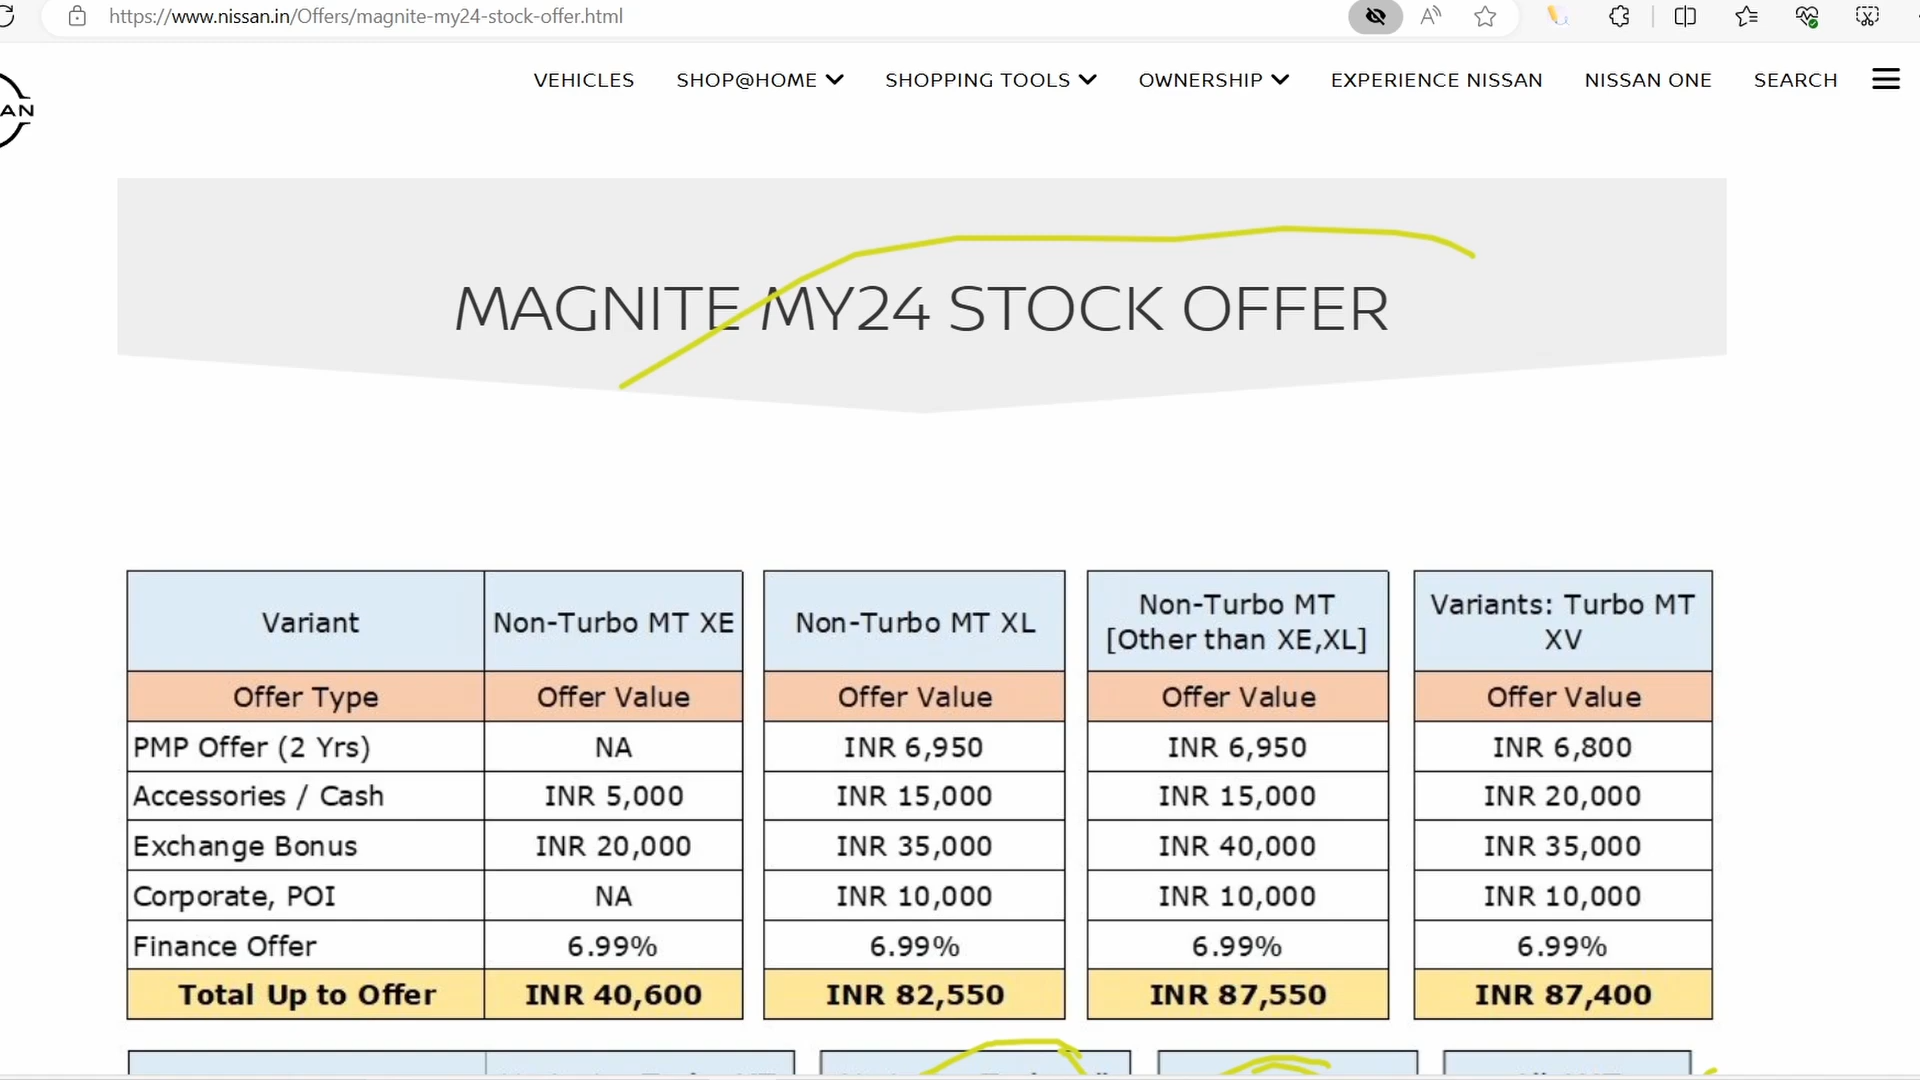 https://www.nissan.in/Offers/magnite-my24-stock-offer.html
AN
VEHICLES SHOP@HOME SHOPPING TOOLS OWNERSHIP EXPERIENCE NISSAN NISSAN ONE SEARCH
MAGNITE MY24 STOCK OFFER
Variant Non-Turbo MT XE Non-Turbo MT XL Non-Turbo MT [Other than XE,XL] Variants: Turbo MT XV
Offer Type Offer Value Offer Value Offer Value Offer Value
PMP Offer (2 Yrs) NA INR 6,950 INR 6,950 INR 6,800
Accessories / Cash INR 5,000 INR 15,000 INR 15,000 INR 20,000
Exchange Bonus INR 20,000 INR 35,000 INR 40,000 INR 35,000
Corporate, POI NA INR 10,000 INR 10,000 INR 10,000
Finance Offer 6.99% 6.99% 6.99% 6.99%
Total Up to Offer INR 40,600 INR 82,550 INR 87,550 INR 87,400